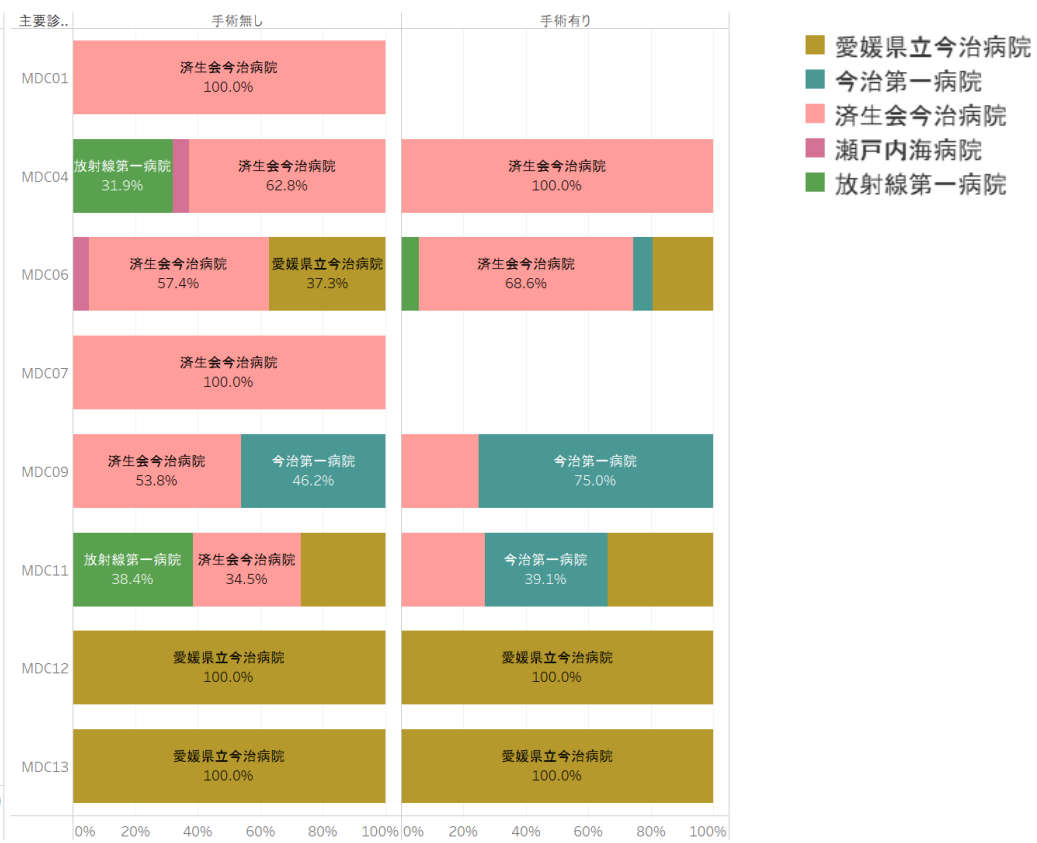 主要診..
手術無し
手術有り
MDC01
済生会今治病院
100.0%
MDC04
放射線第一病院
31.9%
済生会今治病院
62.8%
済生会今治病院
100.0%
MDC06
済生会今治病院
57.4%
愛媛県立今治病院
37.3%
済生会今治病院
68.6%
MDC07
済生会今治病院
100.0%
MDC09
済生会今治病院
53.8%
今治第一病院
46.2%
今治第一病院
75.0%
MDC11
放射線第一病院
38.4%
済生会今治病院
34.5%
今治第一病院
39.1%
MDC12
愛媛県立今治病院
100.0%
愛媛県立今治病院
100.0%
MDC13
愛媛県立今治病院
100.0%
愛媛県立今治病院
100.0%
0% 20% 40% 60% 80% 100%
0% 20% 40% 60% 80% 100%
愛媛県立今治病院
今治第一病院
済生会今治病院
瀬戸内海病院
放射線第一病院